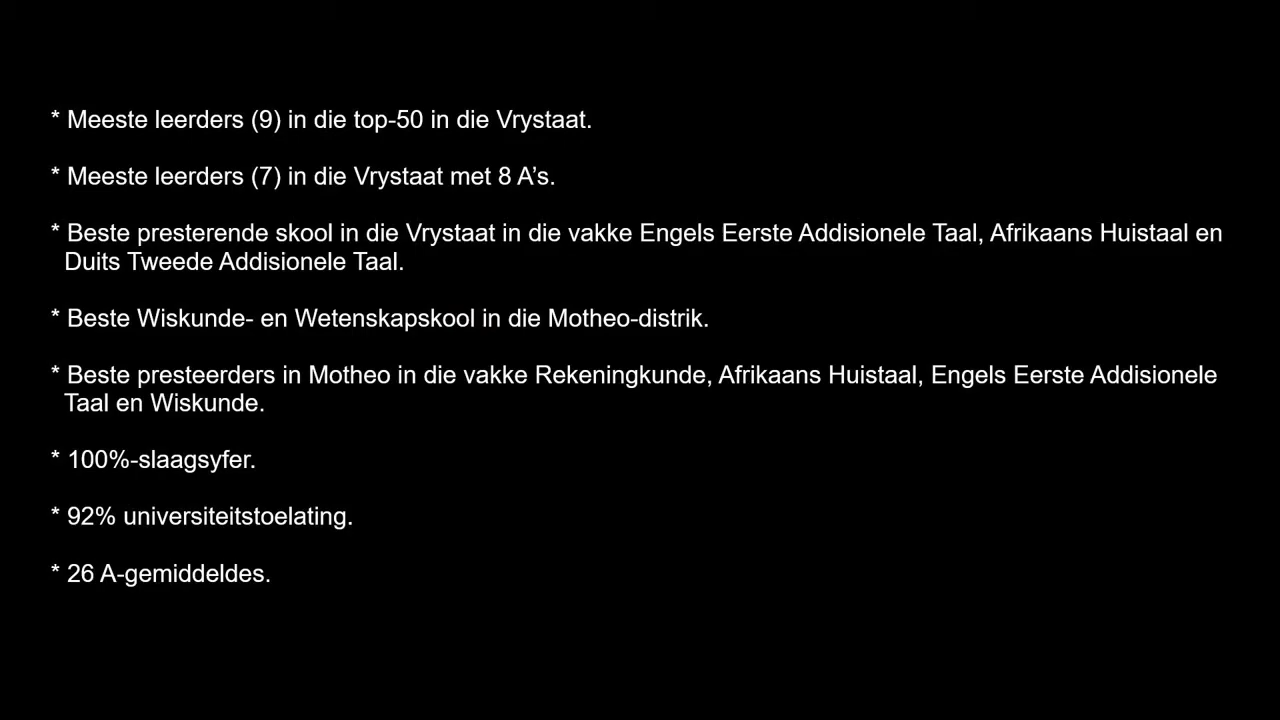 * Meeste leerders (9) in die top-50 in die Vrystaat.
* Meeste leerders (7) in die Vrystaat met 8 A’s.
* Beste presterende skool in die Vrystaat in die vakke Engels Eerste Addisionele Taal, Afrikaans Huistaal en
Duits Tweede Addisionele Taal.
* Beste Wiskunde- en Wetenskapskool in die Motheo-distrik.
* Beste presteerders in Motheo in die vakke Rekeningkunde, Afrikaans Huistaal, Engels Eerste Addisionele
Taal en Wiskunde.
* 100%-slaagsyfer.
* 92% universiteitstoelating.
* 26 A-gemiddeldes.